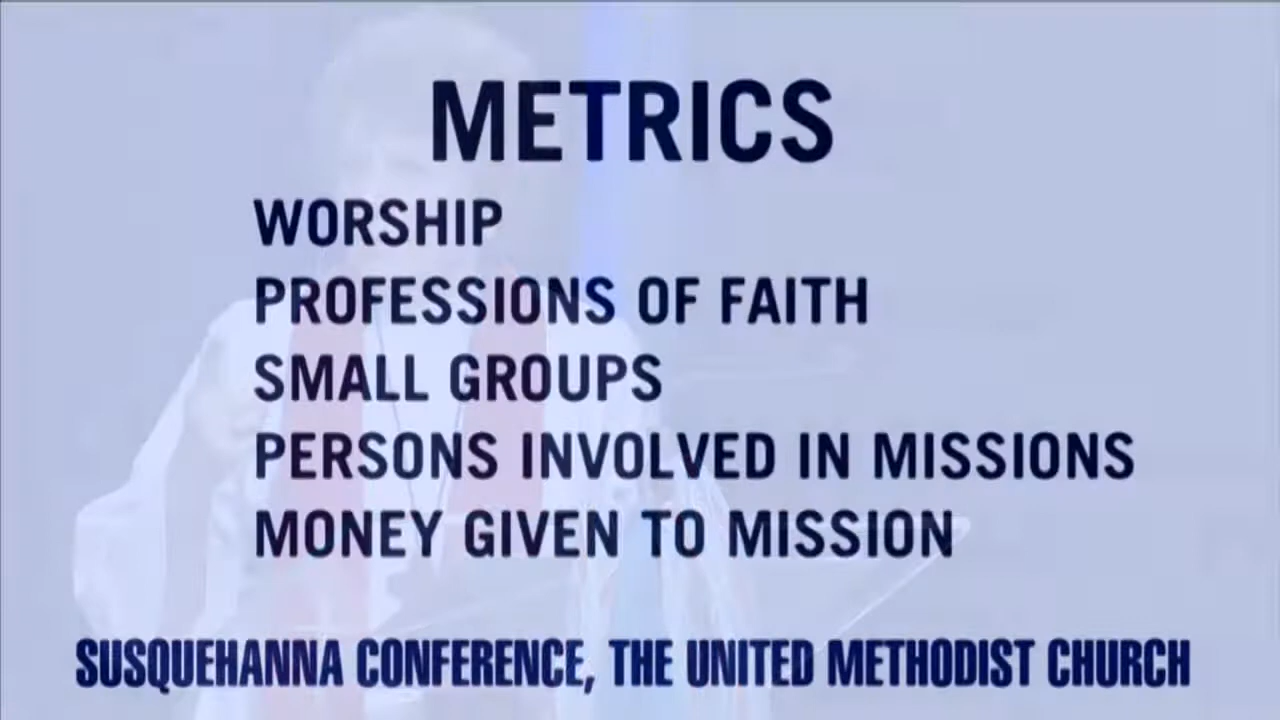 METRICS
WORSHIP
PROFESSIONS OF FAITH
SMALL GROUPS
PERSONS INVOLVED IN MISSIONS
MONEY GIVEN TO MISSION
SUSQUEHANNA CONFERENCE, THE UNITED METHODIST CHURCH